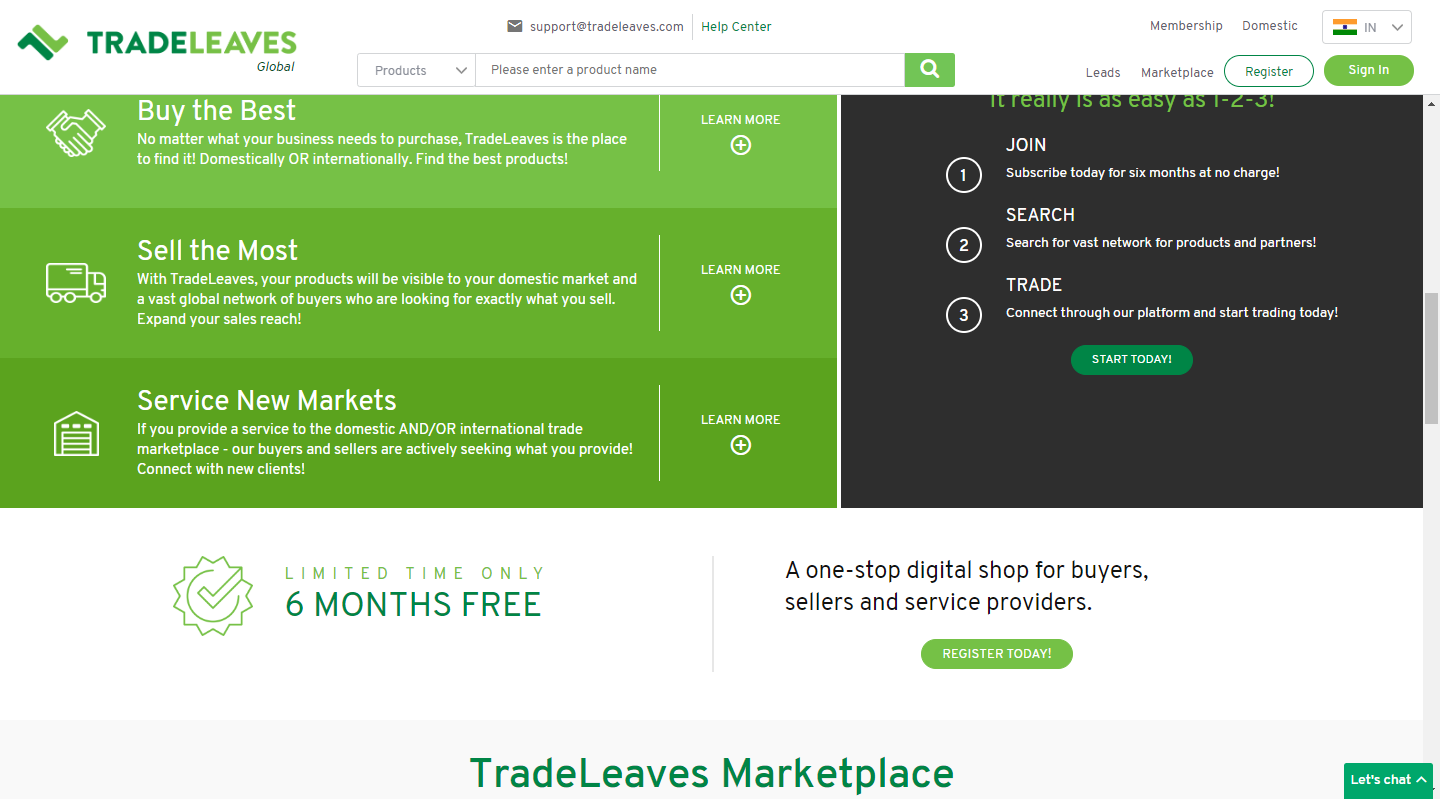 TRADELEAVES
Global
support@tradeleaves.com
Help Center
Membership
Domestic
IN
Products
Please enter a product name
Leads
Marketplace
Register
Sign In
Buy the Best
No matter what your business needs to purchase, TradeLeaves is the place
to find it! Domestically OR internationally. Find the best products!
LEARN MORE
Sell the Most
With TradeLeaves, your products will be visible to your domestic market and
a vast global network of buyers who are looking for exactly what you sell.
Expand your sales reach!
LEARN MORE
Service New Markets
If you provide a service to the domestic AND/OR international trade
marketplace - our buyers and sellers are actively seeking what you provide!
Connect with new clients!
LEARN MORE
It really is as easy as 1-2-3!
1
JOIN
Subscribe today for six months at no charge!
2
SEARCH
Search for vast network for products and partners!
3
TRADE
Connect through our platform and start trading today!
START TODAY!
LIMITED TIME ONLY
6 MONTHS FREE
A one-stop digital shop for buyers,
sellers and service providers.
REGISTER TODAY!
TradeLeaves Marketplace
Let's chat